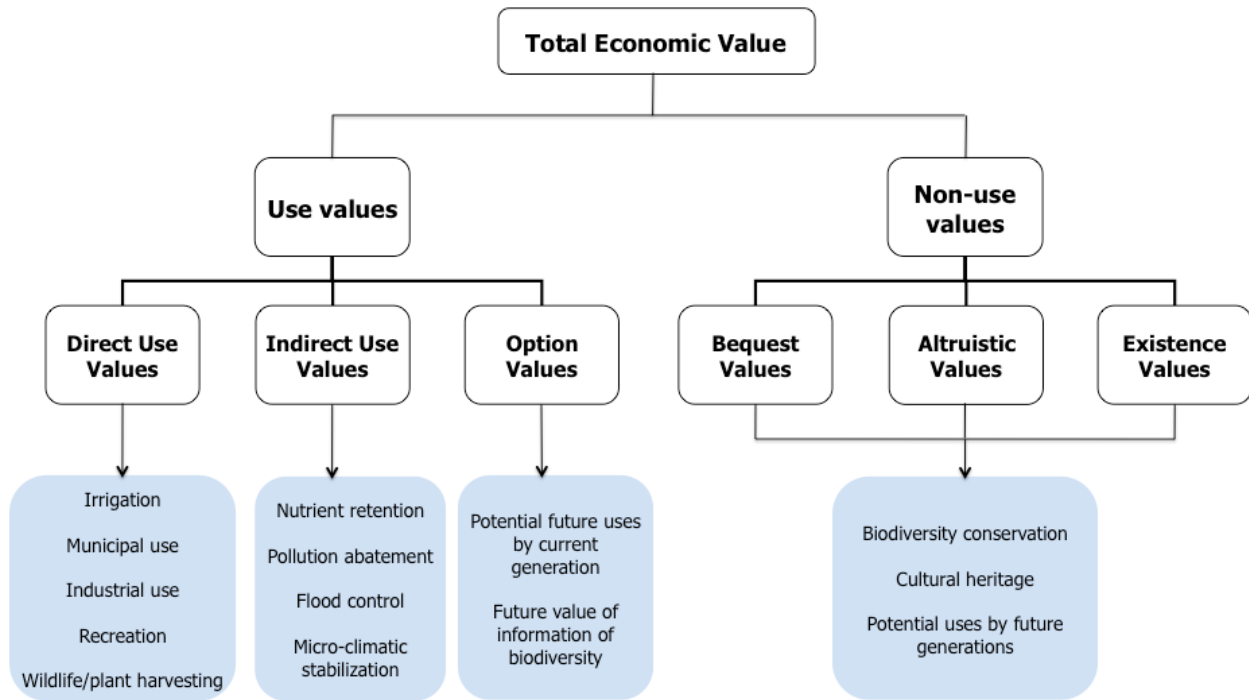 Total Economic Value
Use values
Non-use
values
Direct Use
Values
Indirect Use
Values
Option
Values
Bequest
Values
Altruistic
Values
Existence
Values
Irrigation
Municipal use
Industrial use
Recreation
Wildlife/plant harvesting
Nutrient retention
Pollution abatement
Flood control
Micro-climatic
stabilization
Potential future uses
by current
generation
Future value of
information of
biodiversity
Biodiversity conservation
Cultural heritage
Potential uses by future
generations